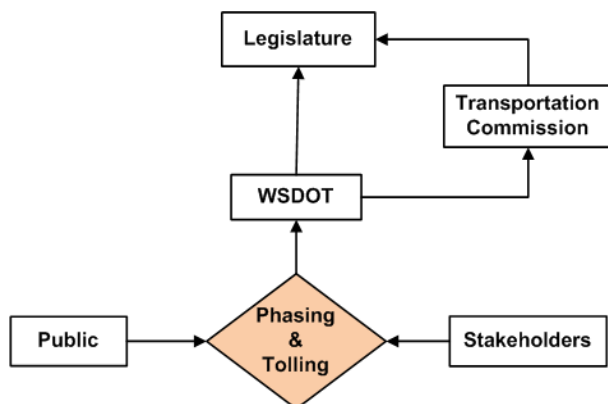 Legislature
Transportation
Commission
WSDOT
Phasing
&
Tolling
Public
Stakeholders